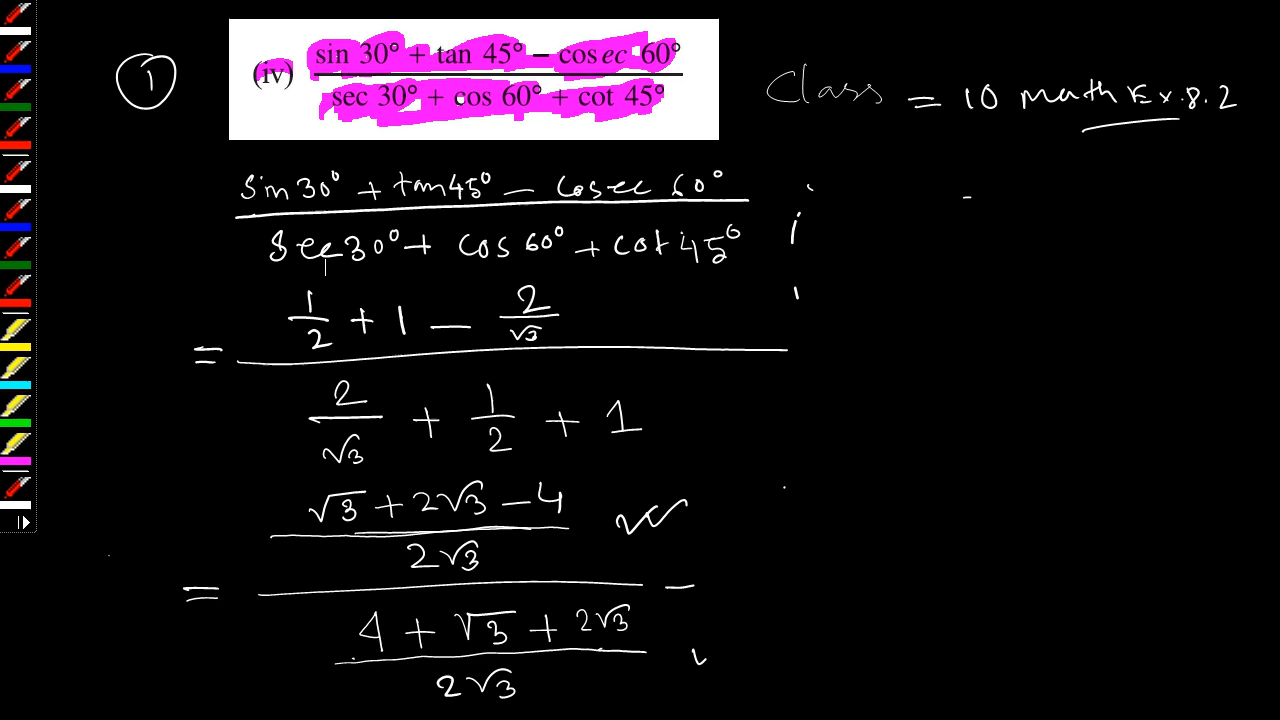 (1)
(iv) sin 30° + tan 45° – cosec 60°
sec 30° + cos 60° + cot 45°
Class = 10 math Ex.8.2
sin 30° + tan 45° – cosec 60°
sec 30° + cos 60° + cot 45°
= 1/2 + 1 – 2/√3
2/√3 + 1/2 + 1
= √3 + 2√3 – 4
2√3
4 + √3 + 2√3
2√3